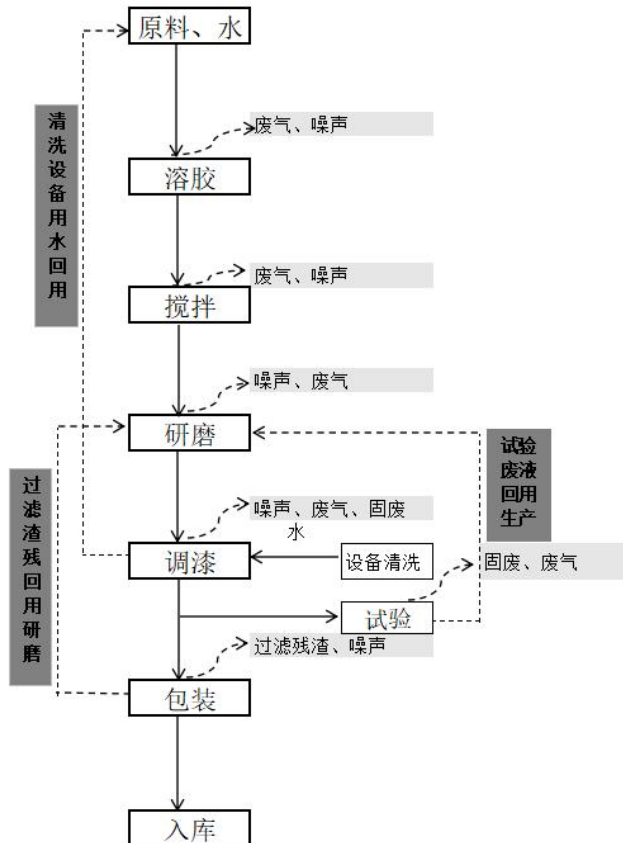 原料、水
清洗设备用水回用
废气、噪声
溶胶
废气、噪声
搅拌
噪声、废气
研磨
试验
废液
回用
生产
过滤渣残回用研磨
噪声、废气、固废
水
调漆
设备清洗
固废、废气
试验
过滤残渣、噪声
包装
入库